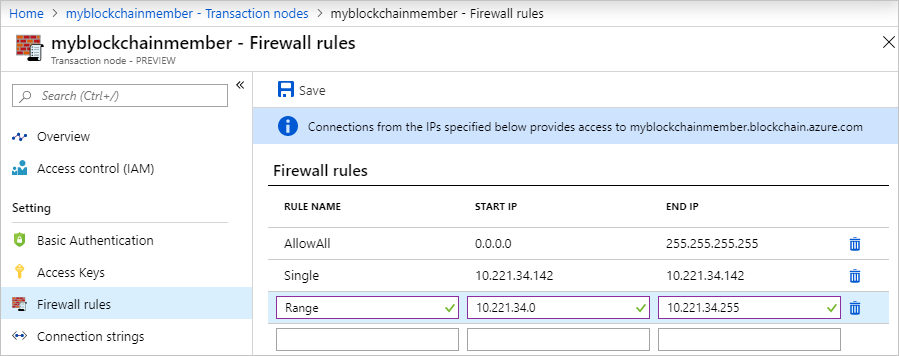 Home > myblockchainmember - Transaction nodes > myblockchainmember - Firewall rules
myblockchainmember - Firewall rules
Transaction node - PREVIEW
Search (Ctrl+/)
Overview
Access control (IAM)
Setting
Basic Authentication
Access Keys
Firewall rules
Connection strings
Save
Connections from the IPs specified below provides access to myblockchainmember.blockchain.azure.com
Firewall rules
RULE NAME START IP END IP
AllowAll 0.0.0.0 255.255.255.255
Single 10.221.34.142 10.221.34.142
Range 10.221.34.0 10.221.34.255